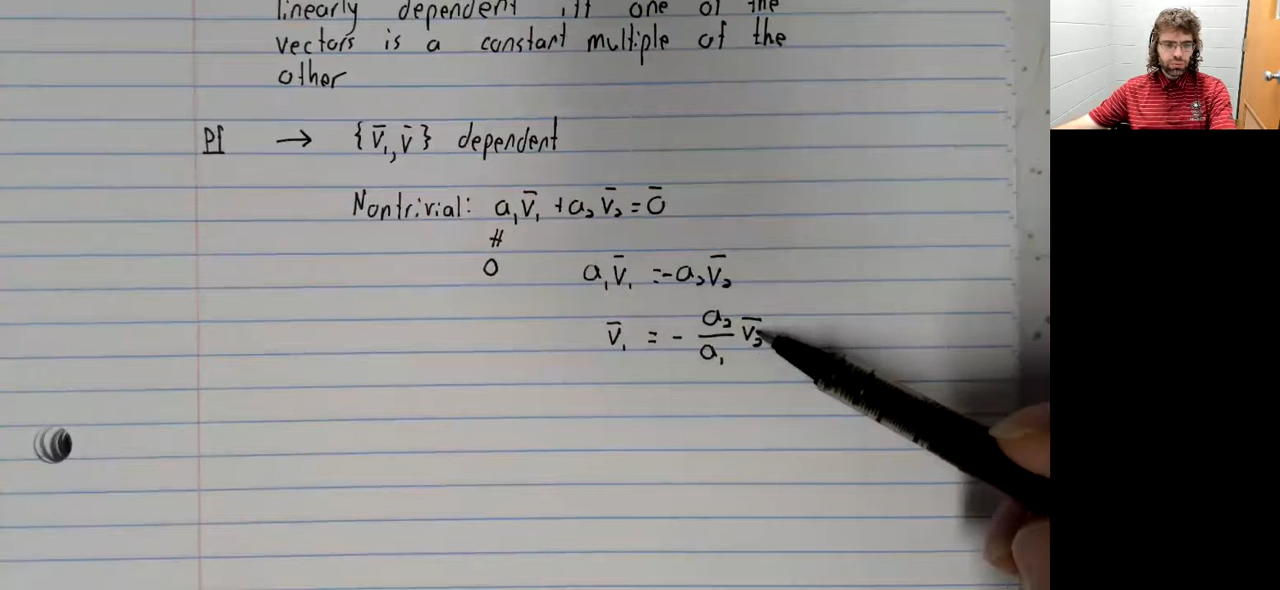 linearly dependent iff one of the
vectors is a constant multiple of the
other
Pf → {v̄₁, v̄} dependent
Nontrivial: a₁v̄₁ + a₂v̄₂ = 0̄
≠
0
a₁v̄₁ = -a₂v̄₂
v̄₁ = - a₂/a₁ v̄₂